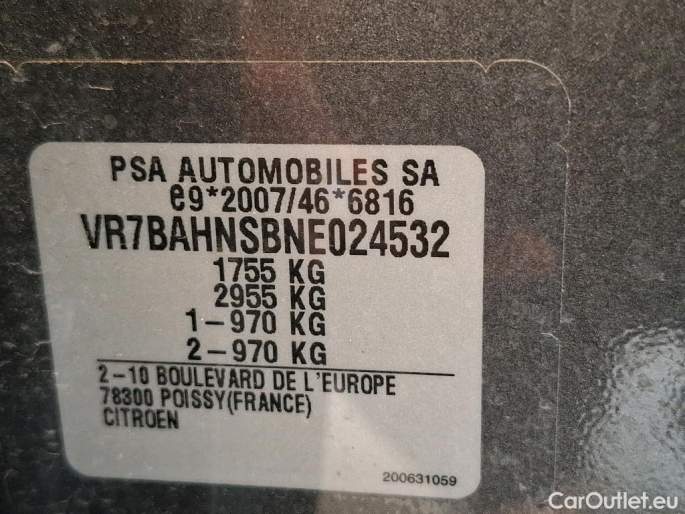 PSA AUTOMOBILES SA
e9*2007/46*6816
VR7BAHNSBNE024532
1755 KG
2955 KG
1-970 KG
2-970 KG
2-10 BOULEVARD DE L'EUROPE
78300 POISSY(FRANCE)
CITROEN
200631059
CarOutlet.eu